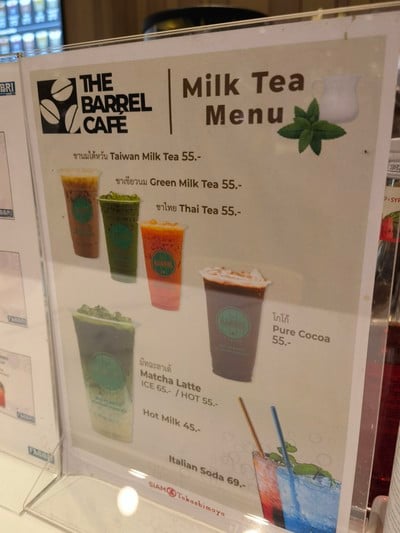 THE
BARREL
CAFE
Milk Tea
Menu
ชานมไต้หวัน Taiwan Milk Tea 55.-
ชาเขียวนม Green Milk Tea 55.-
ชาไทย Thai Tea 55.-
โกโก้
Pure Cocoa
55.-
มัทฉะลาเต้
Matcha Latte
ICE 65.- / HOT 55.-
Hot Milk 45.-
Italian Soda 69.-
SIAM Takashimaya